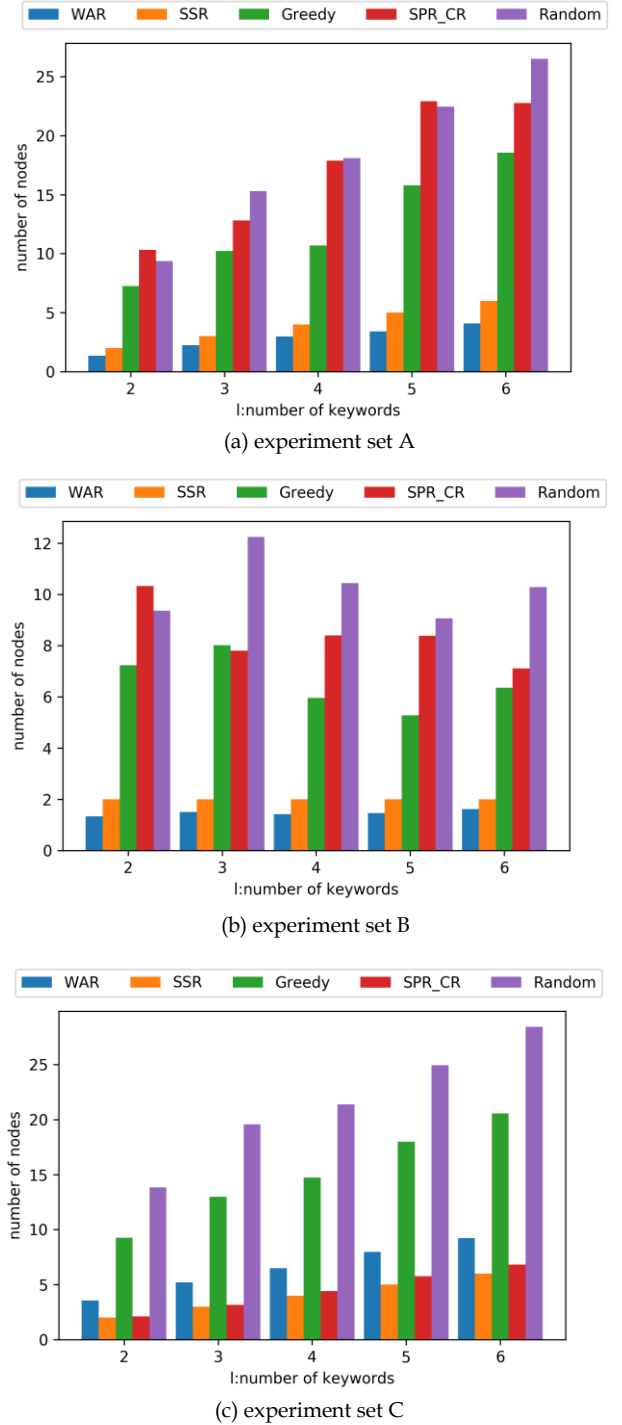 WAR SSR Greedy SPR_CR Random
25
20
15
10
5
0
number of nodes
2 3 4 5 6
l:number of keywords
(a) experiment set A
WAR SSR Greedy SPR_CR Random
12
10
8
6
4
2
0
number of nodes
2 3 4 5 6
l:number of keywords
(b) experiment set B
WAR SSR Greedy SPR_CR Random
25
20
15
10
5
0
number of nodes
2 3 4 5 6
l:number of keywords
(c) experiment set C